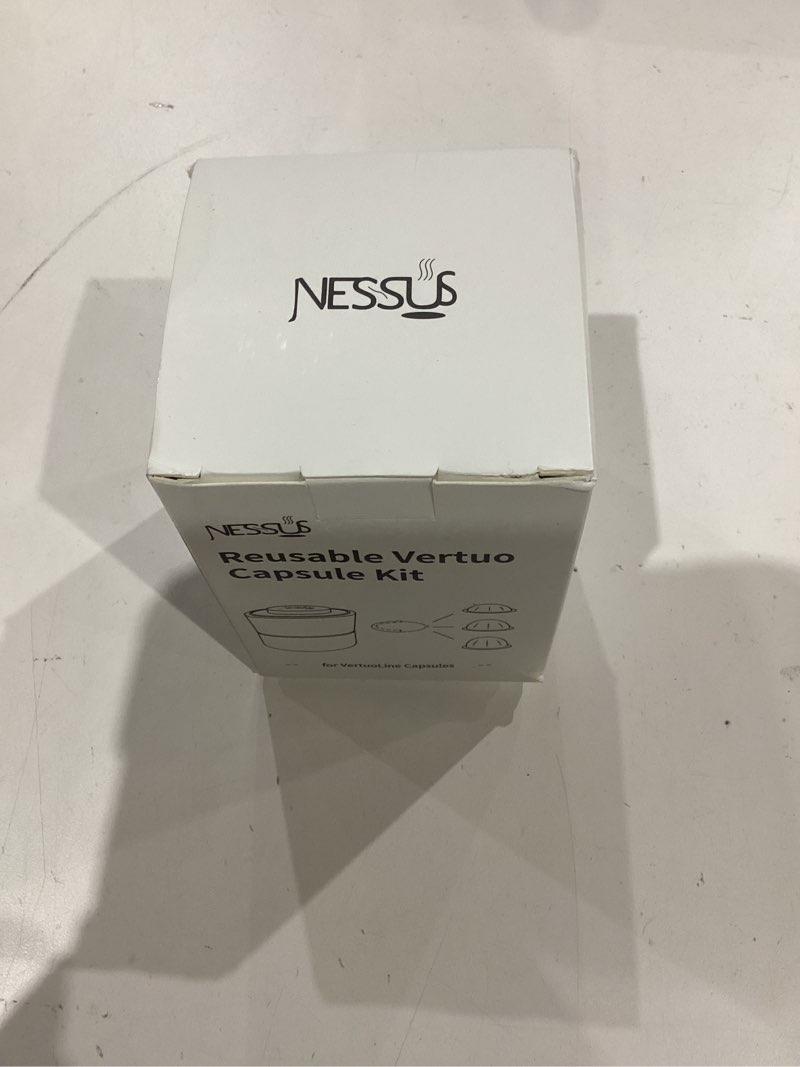 NESSUS
NESSUS
Reusable Vertuo
Capsule Kit
for VertuoLine Capsules